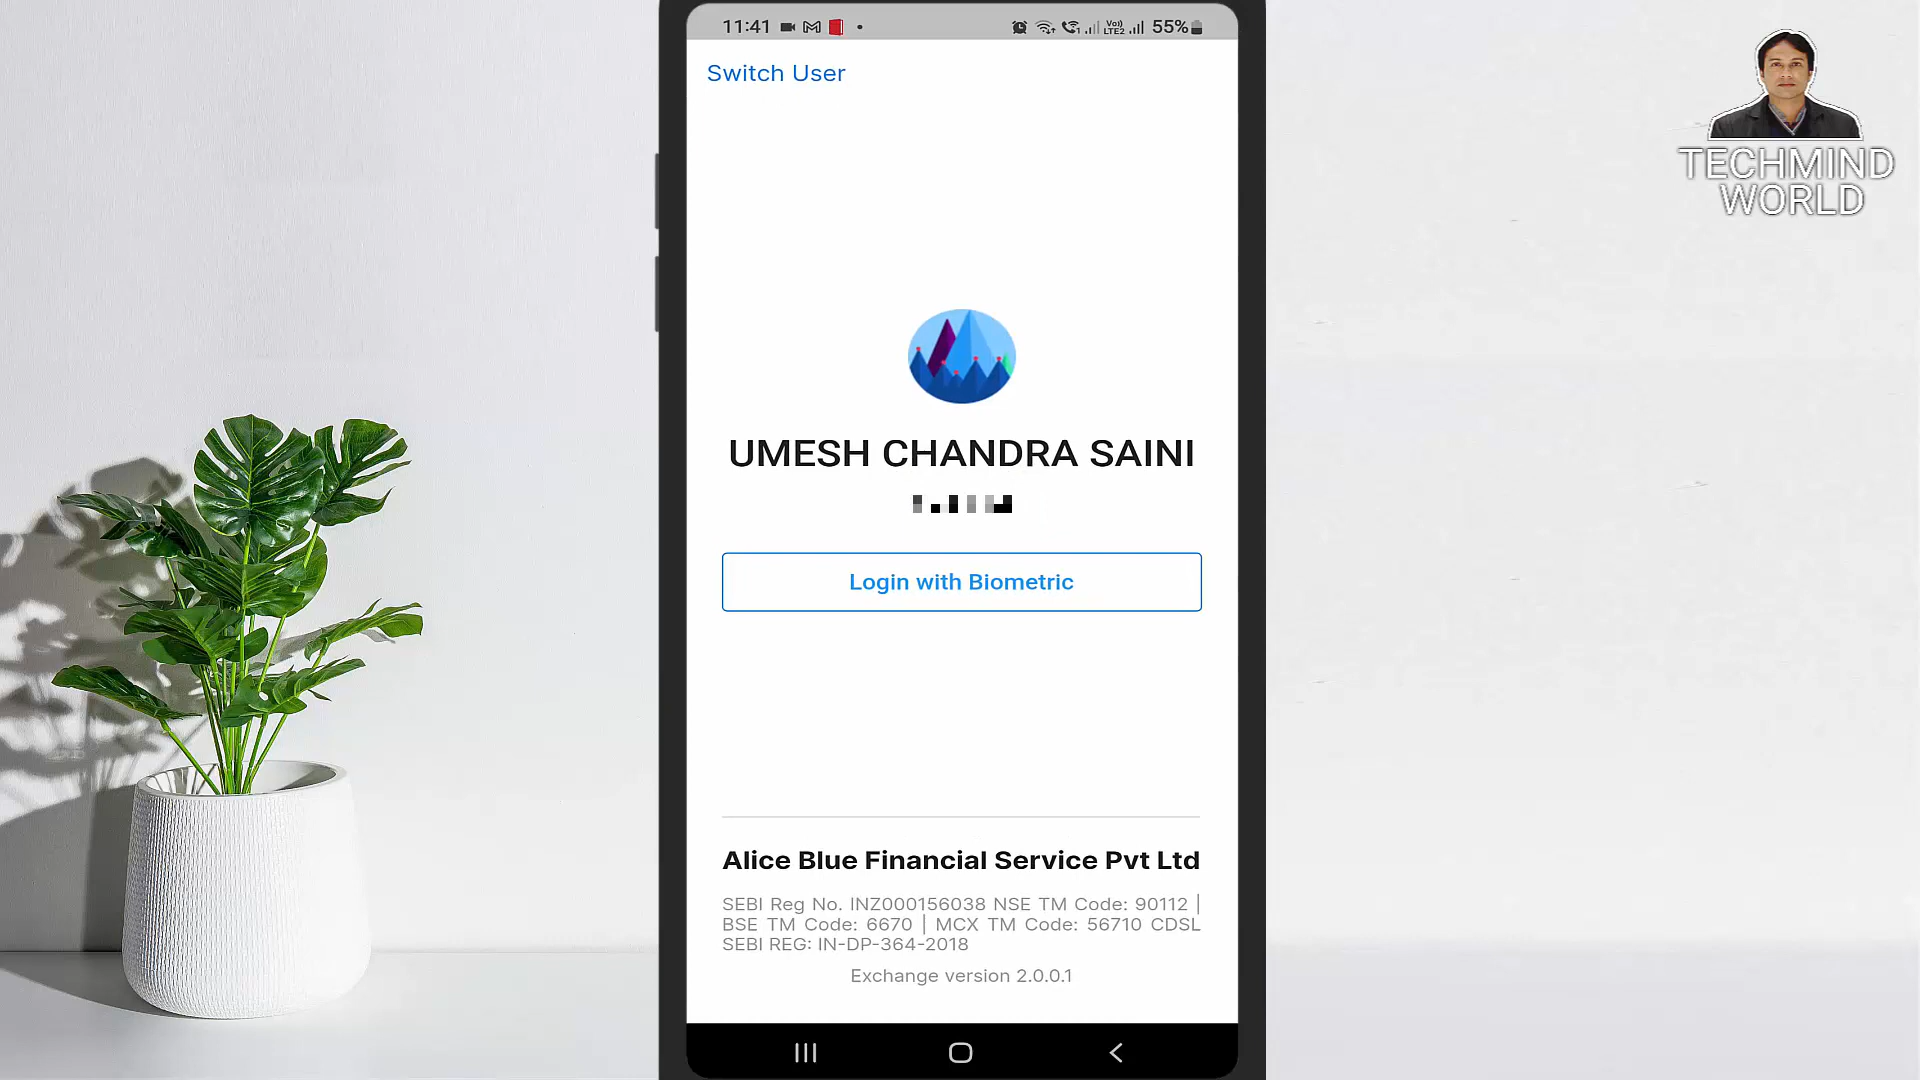 11:41
Vo)) LTE2 55%
Switch User
TECHMIND
WORLD
UMESH CHANDRA SAINI
Login with Biometric
Alice Blue Financial Service Pvt Ltd
SEBI Reg No. INZ000156038 NSE TM Code: 90112 |
BSE TM Code: 6670 | MCX TM Code: 56710 CDSL
SEBI REG: IN-DP-364-2018
Exchange version 2.0.0.1